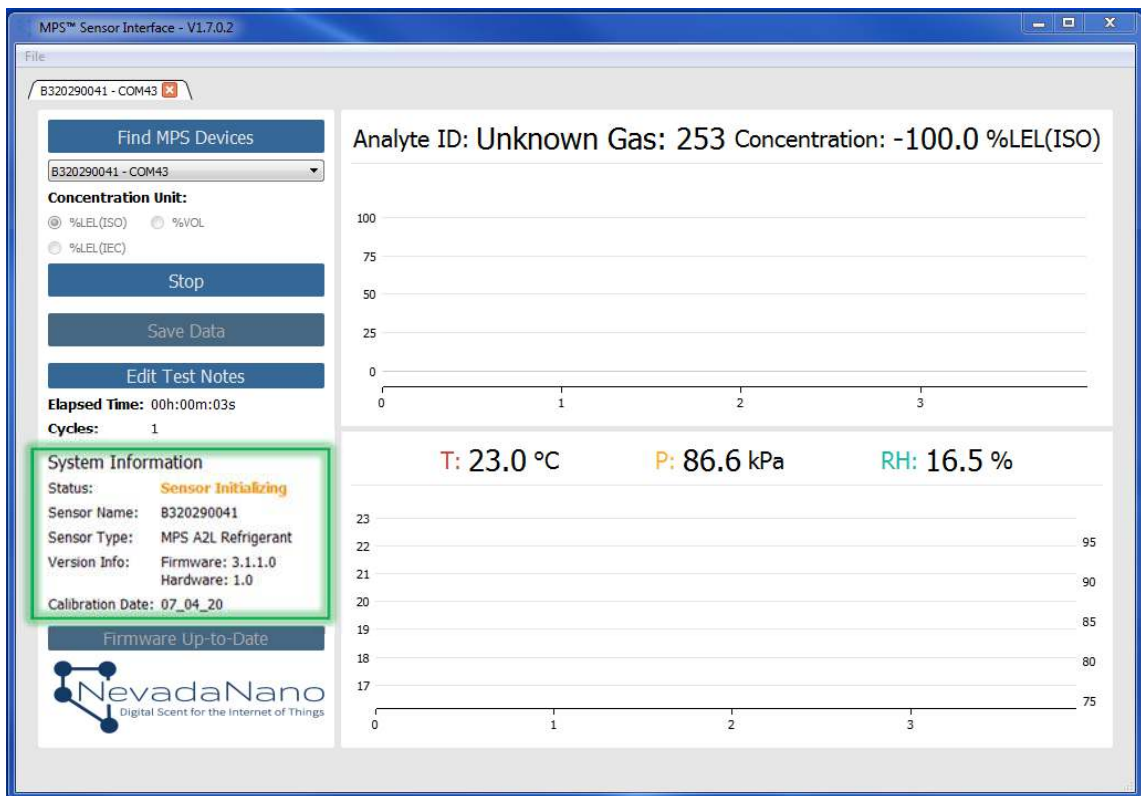 MPS™ Sensor Interface - V1.7.0.2
File
B320290041 - COM43
Find MPS Devices
B320290041 - COM43
Concentration Unit:
%LEL(ISO) %VOL
%LEL(IEC)
Stop
Save Data
Edit Test Notes
Elapsed Time: 00h:00m:03s
Cycles: 1
System Information
Status: Sensor Initializing
Sensor Name: B320290041
Sensor Type: MPS A2L Refrigerant
Version Info: Firmware: 3.1.1.0
Hardware: 1.0
Calibration Date: 07_04_20
Firmware Up-to-Date
NevadaNano
Digital Scent for the Internet of Things
Analyte ID: Unknown Gas: 253 Concentration: -100.0 %LEL(ISO)
100
75
50
25
0
0 1 2 3
T: 23.0 °C P: 86.6 kPa RH: 16.5 %
23
22
21
20
19
18
17
95
90
85
80
75
0 1 2 3